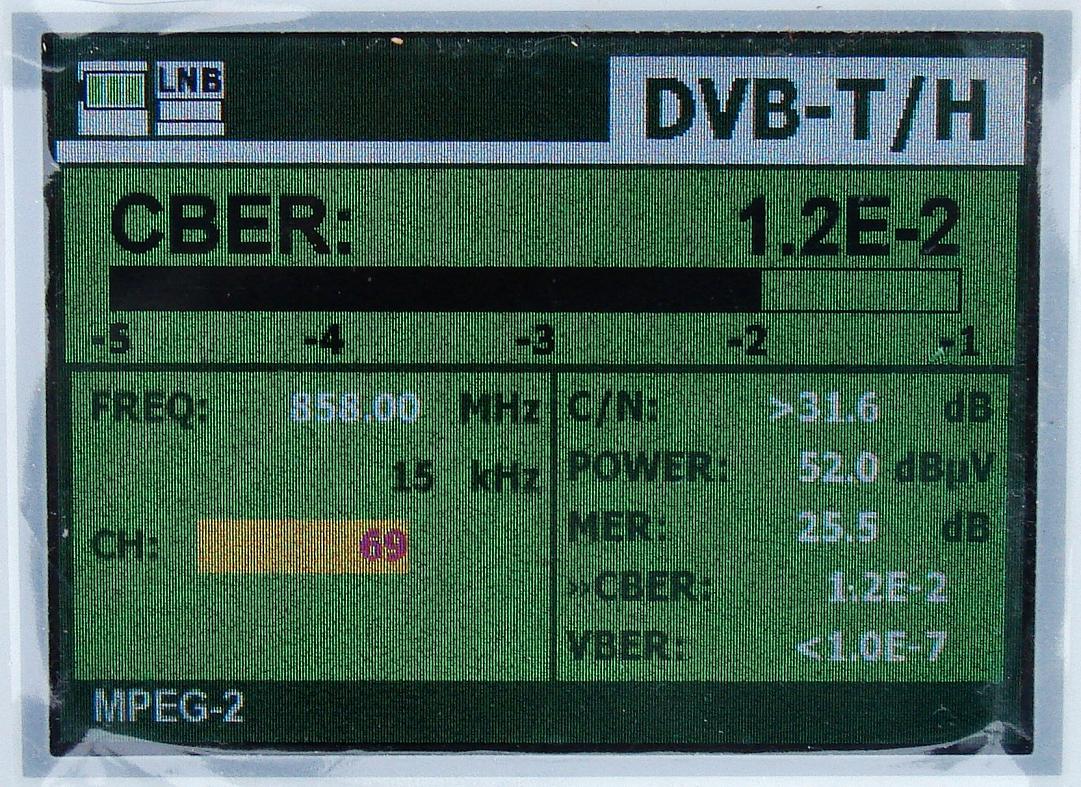 LNB DVB-T/H
CBER: 1.2E-2
-5 -4 -3 -2 -1
FREQ: 858.00 MHz
15 kHz
CH: 69
C/N: >31.6 dB
POWER: 52.0 dBµV
MER: 25.5 dB
»CBER: 1.2E-2
VBER: <1.0E-7
MPEG-2